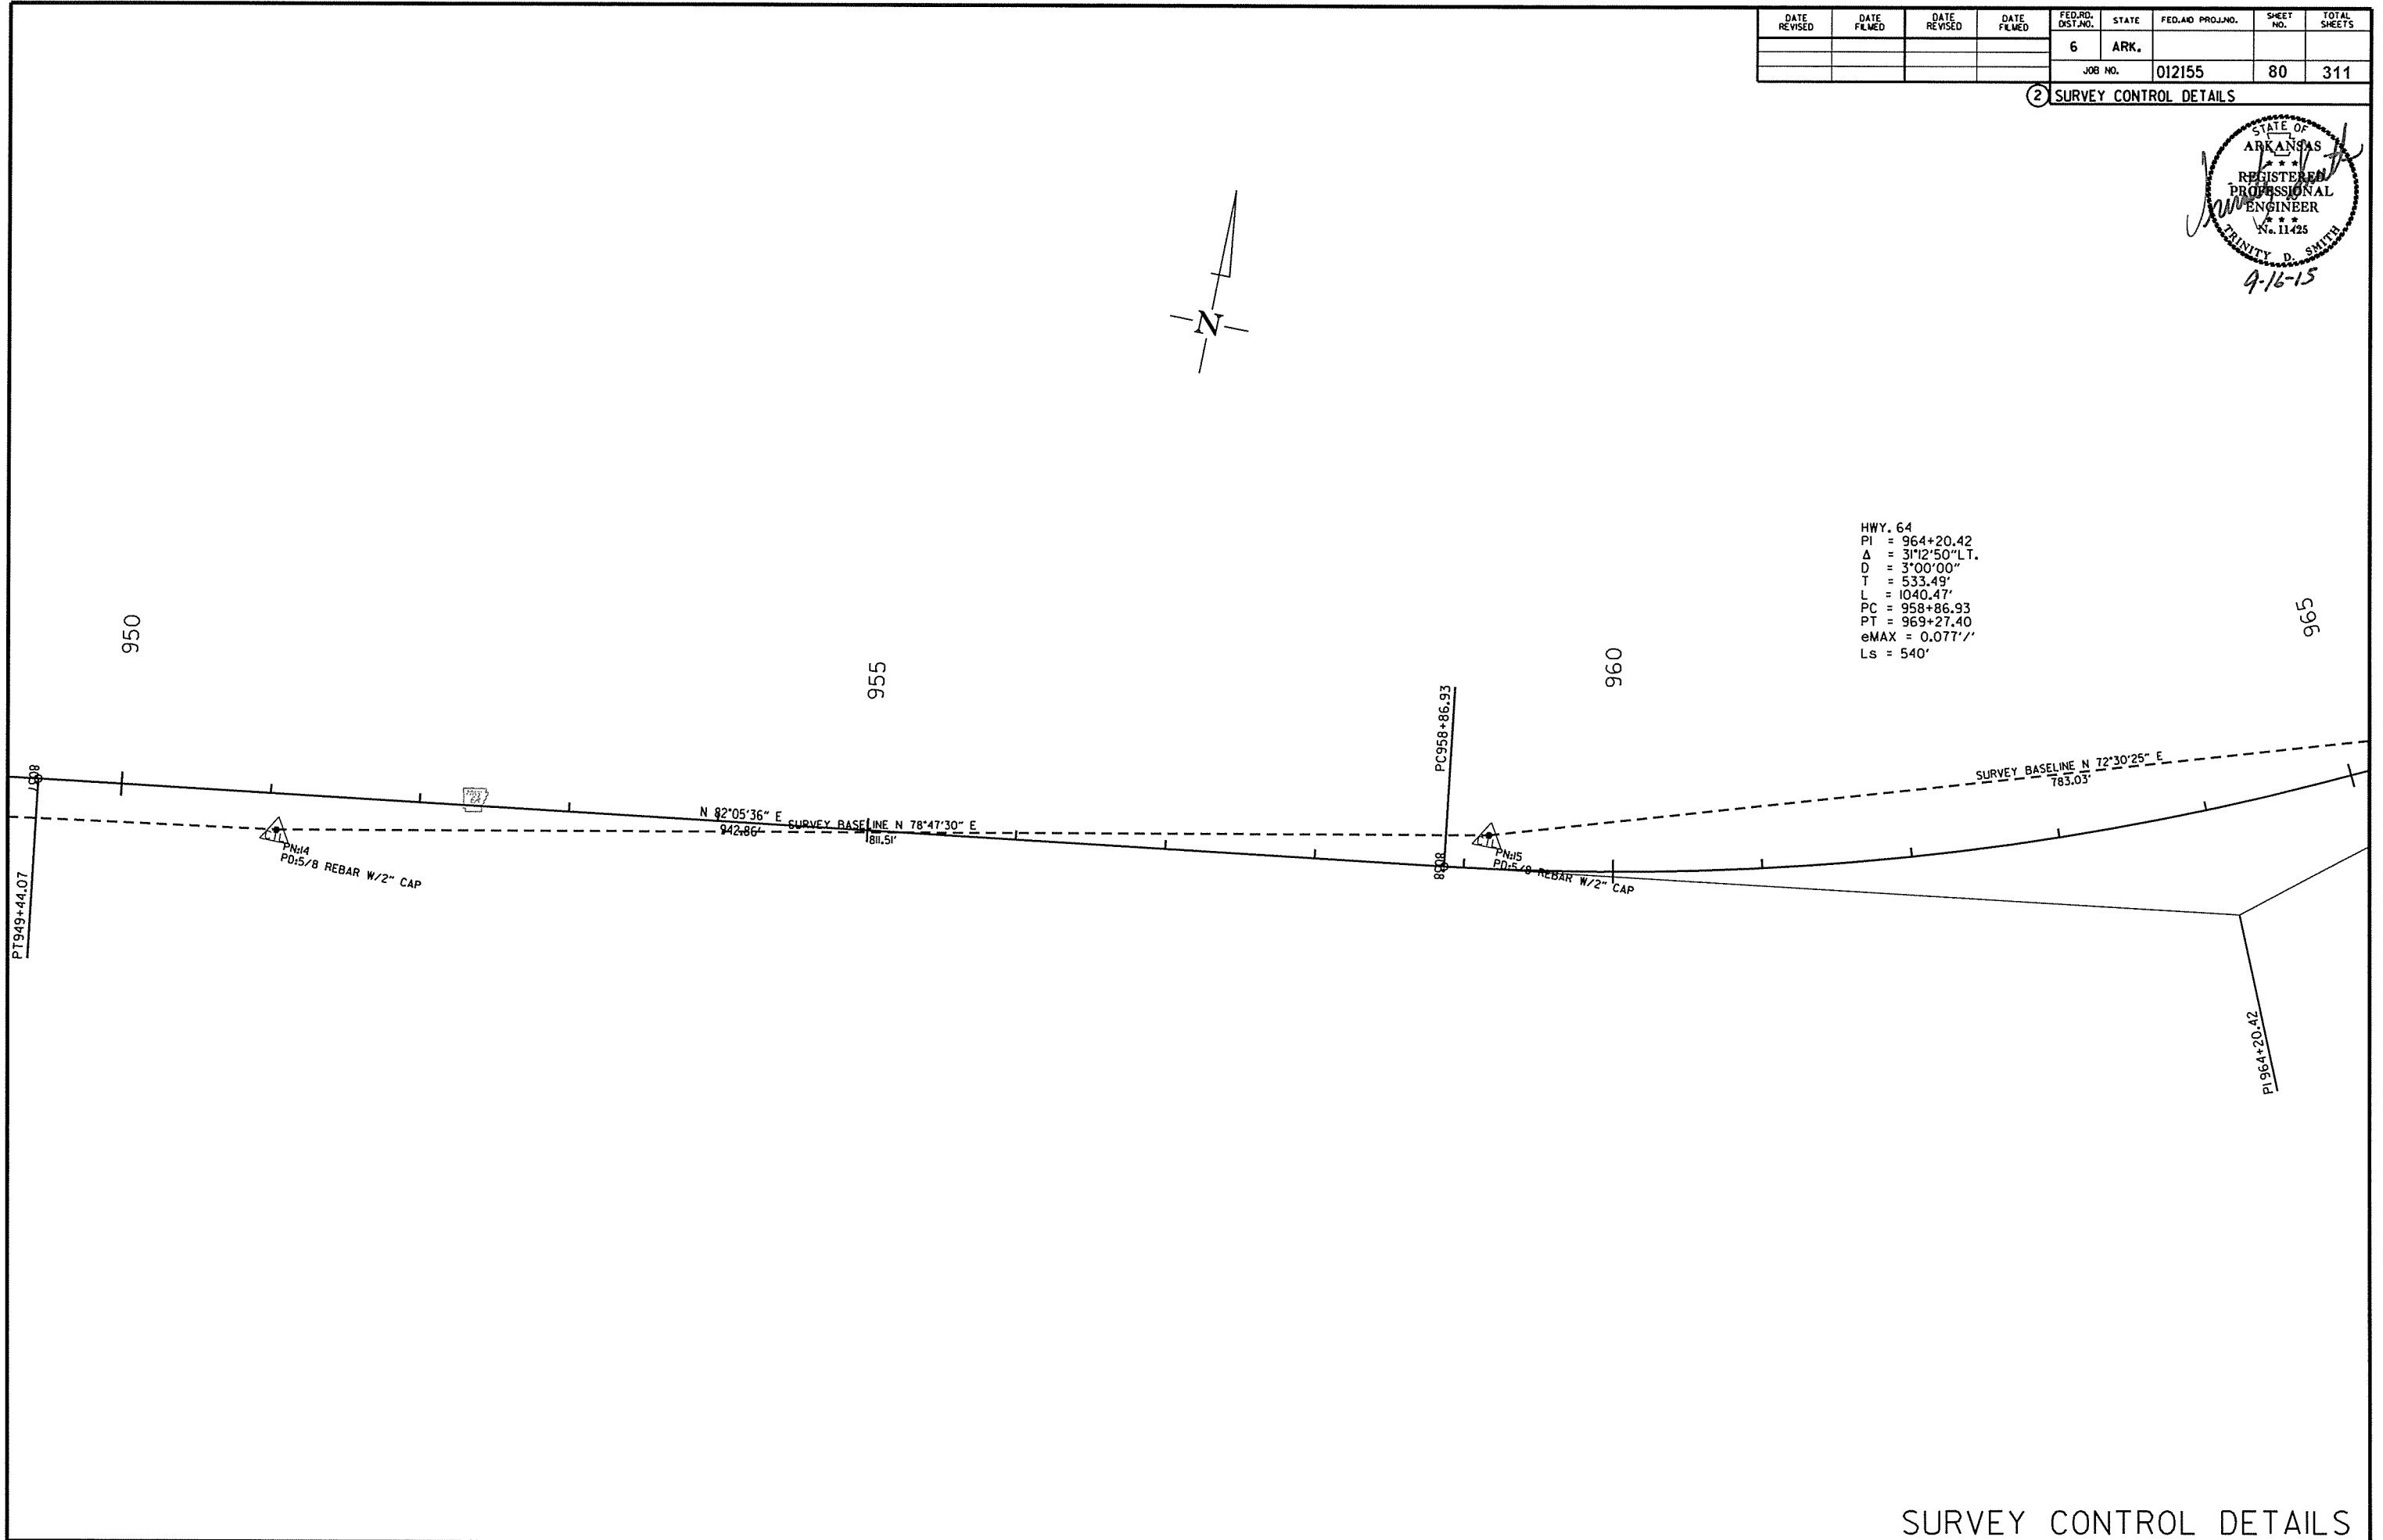 DATE REVISED DATE FILMED DATE REVISED DATE FILMED FED.RD. DIST.NO. STATE FED.AID PROJ.NO. SHEET NO. TOTAL SHEETS
6 ARK.
JOB NO. 012155 80 311
2 SURVEY CONTROL DETAILS
STATE OF
ARKANSAS
REGISTERED
PROFESSIONAL
ENGINEER
No. 11425
TRINITY D. SMITH
9-16-15
N
HWY. 64
PI = 964+20.42
Δ = 31°12'50"LT.
D = 3°00'00"
T = 533.49'
L = 1040.47'
PC = 958+86.93
PT = 969+27.40
eMAX = 0.077'/'
Ls = 540'
950
955
960
965
PC958+86.93
SURVEY BASELINE N 72°30'25" E
783.03'
8057
N 82°05'36" E
942.86'
SURVEY BASELINE N 78°47'30" E
811.51'
PN:14
PD:5/8 REBAR W/2" CAP
CTL
PN:15
PD:5/8 REBAR W/2" CAP
CTL
8058
PT949+44.07
PI 964+20.42
SURVEY CONTROL DETAILS